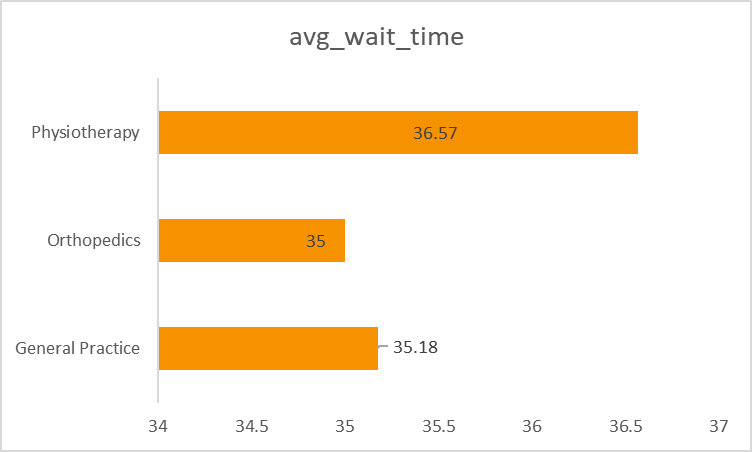 avg_wait_time
Physiotherapy
36.57
Orthopedics
35
General Practice
35.18
34 34.5 35 35.5 36 36.5 37